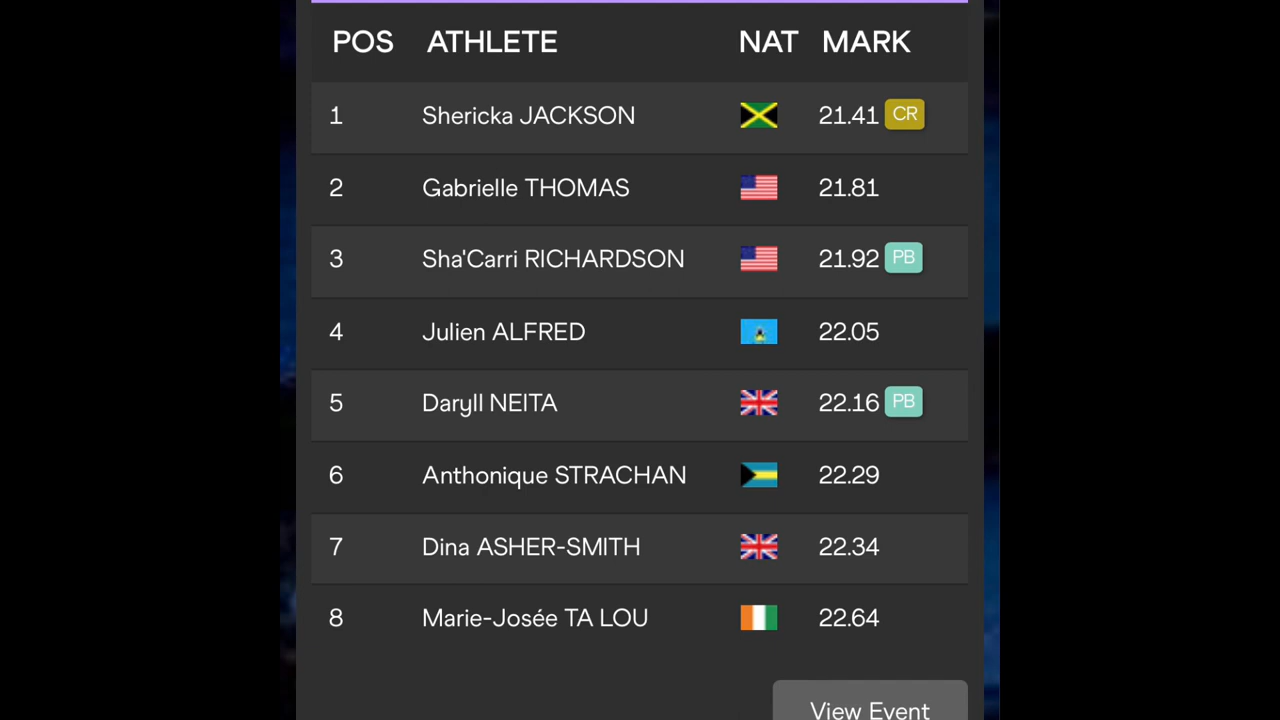 POS ATHLETE NAT MARK
1 Shericka JACKSON 21.41 CR
2 Gabrielle THOMAS 21.81
3 Sha'Carri RICHARDSON 21.92 PB
4 Julien ALFRED 22.05
5 Daryll NEITA 22.16 PB
6 Anthonique STRACHAN 22.29
7 Dina ASHER-SMITH 22.34
8 Marie-Josée TA LOU 22.64
View Event